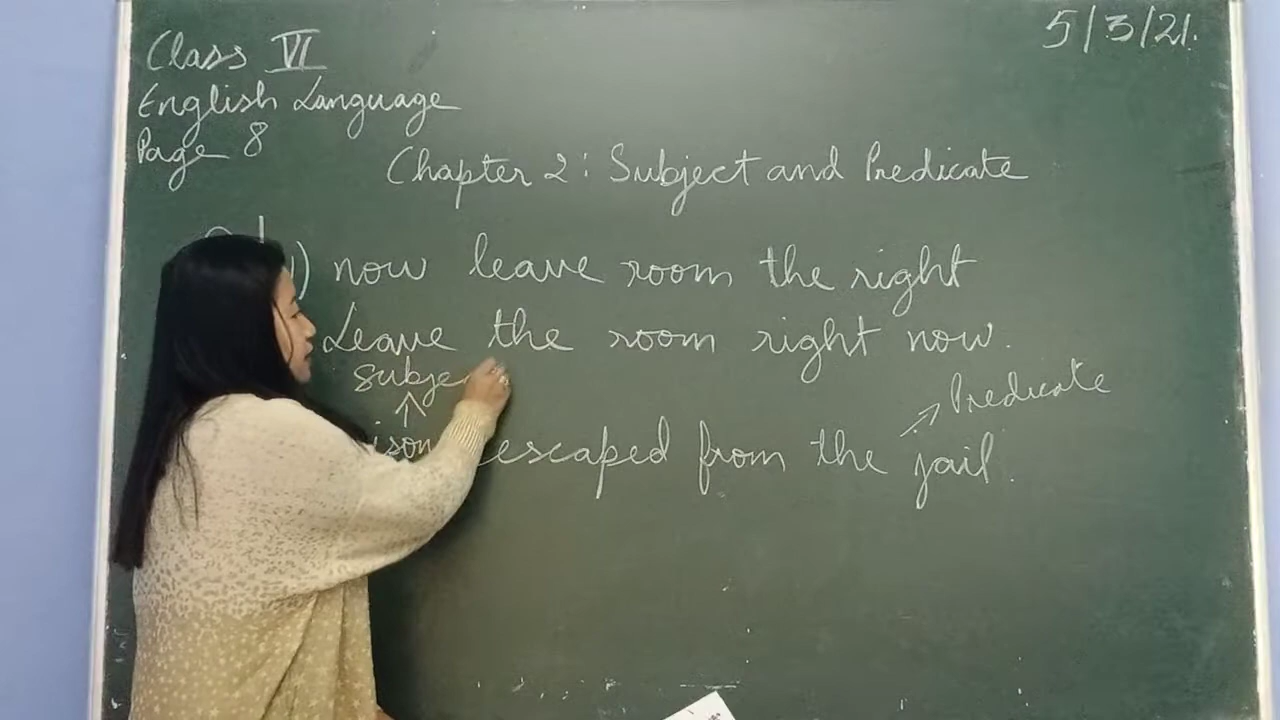 Class VI
5/3/21.
English Language
Page 8
Chapter 2: Subject and Predicate
1) now leave room the right
Leave the room right now.
subje
Predicate
escaped from the jail.